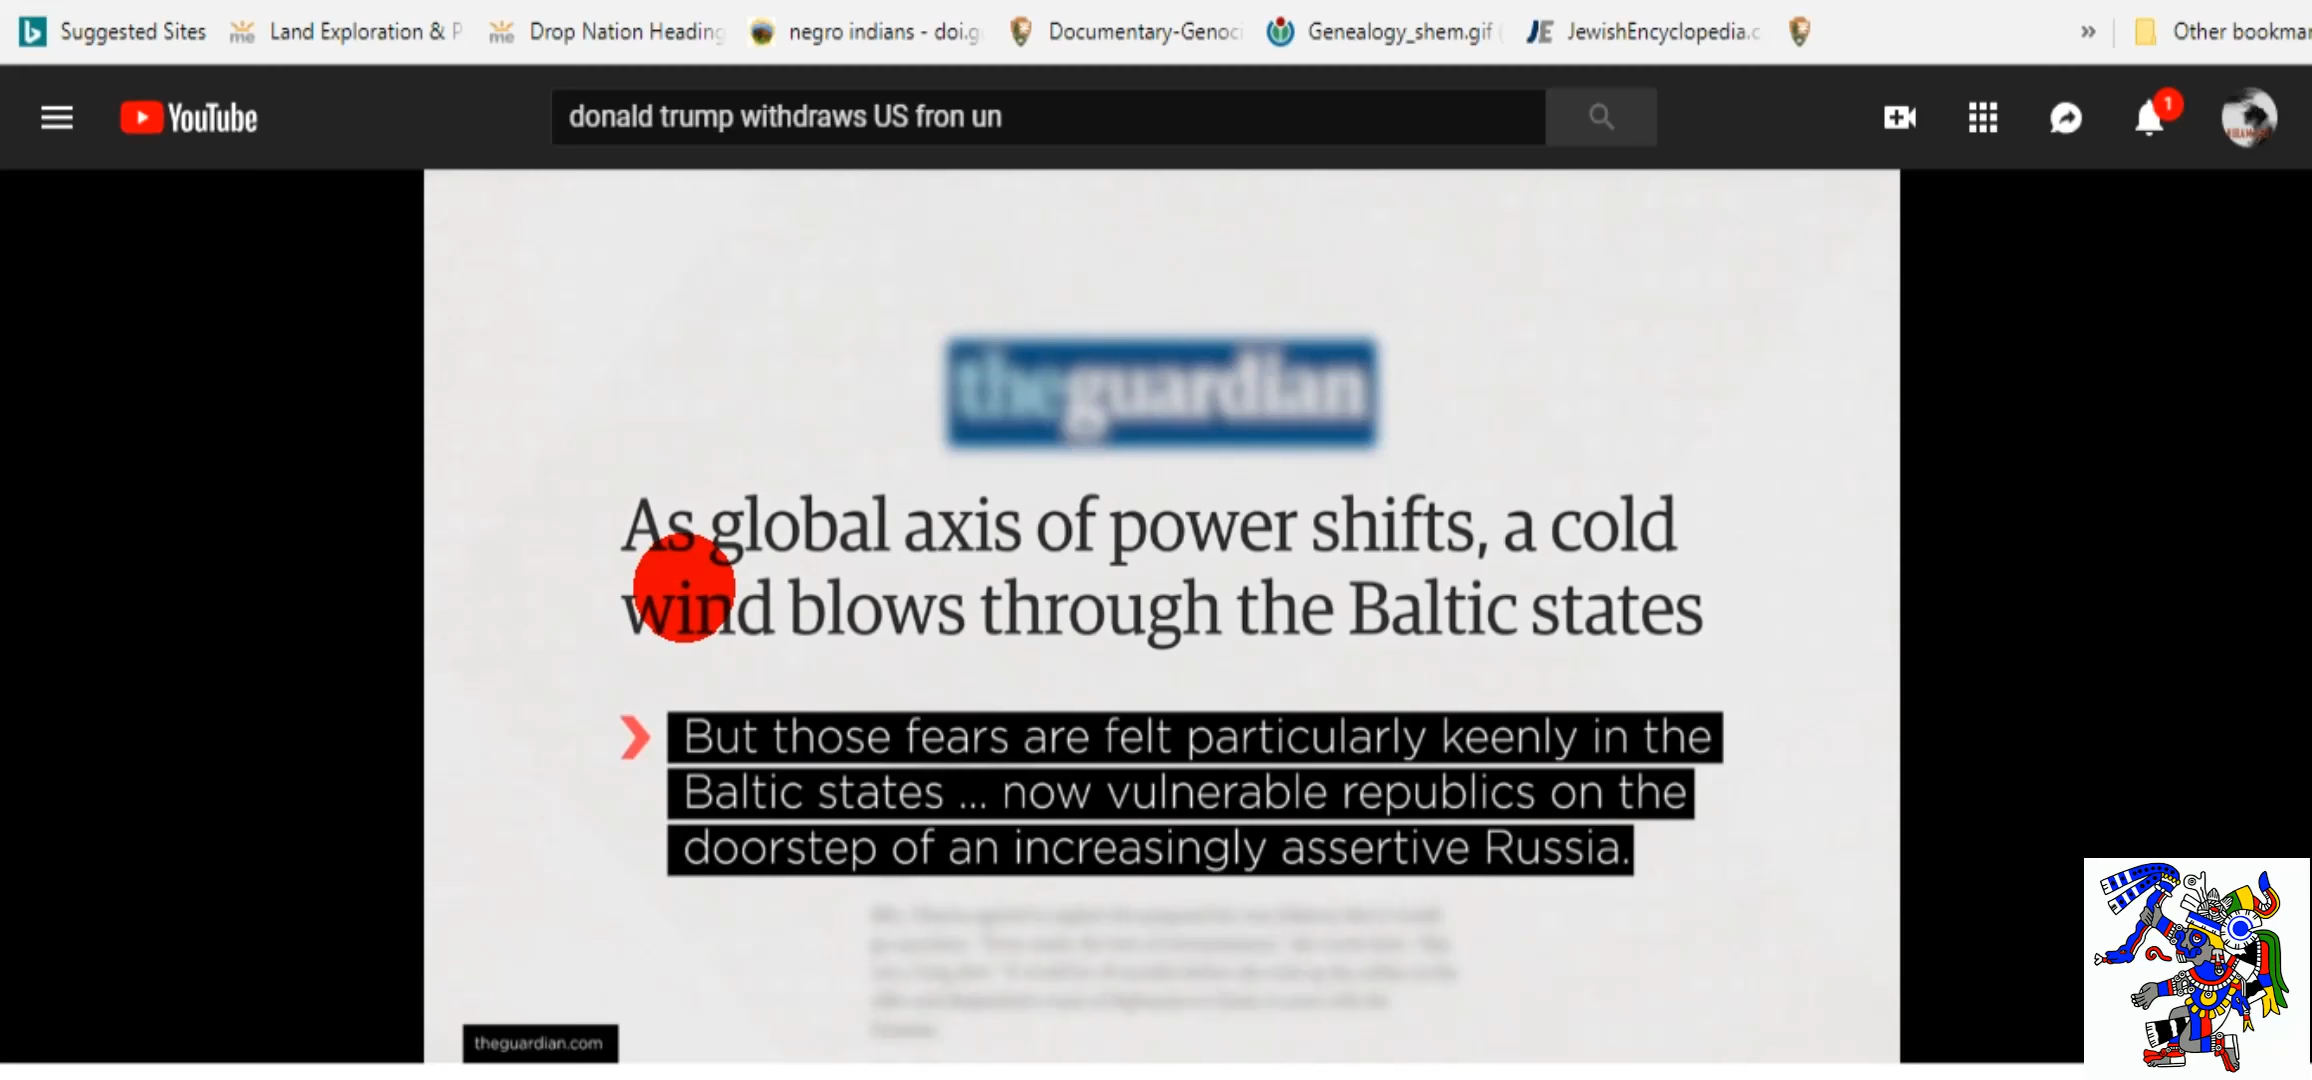 Suggested Sites Land Exploration & P Drop Nation Heading negro indians - doi.g Documentary-Genoci Genealogy_shem.gif JewishEncyclopedia.c » Other bookmar
YouTube donald trump withdraws US fron un 1
theguardian
As global axis of power shifts, a cold
wind blows through the Baltic states
But those fears are felt particularly keenly in the
Baltic states ... now vulnerable republics on the
doorstep of an increasingly assertive Russia.
theguardian.com